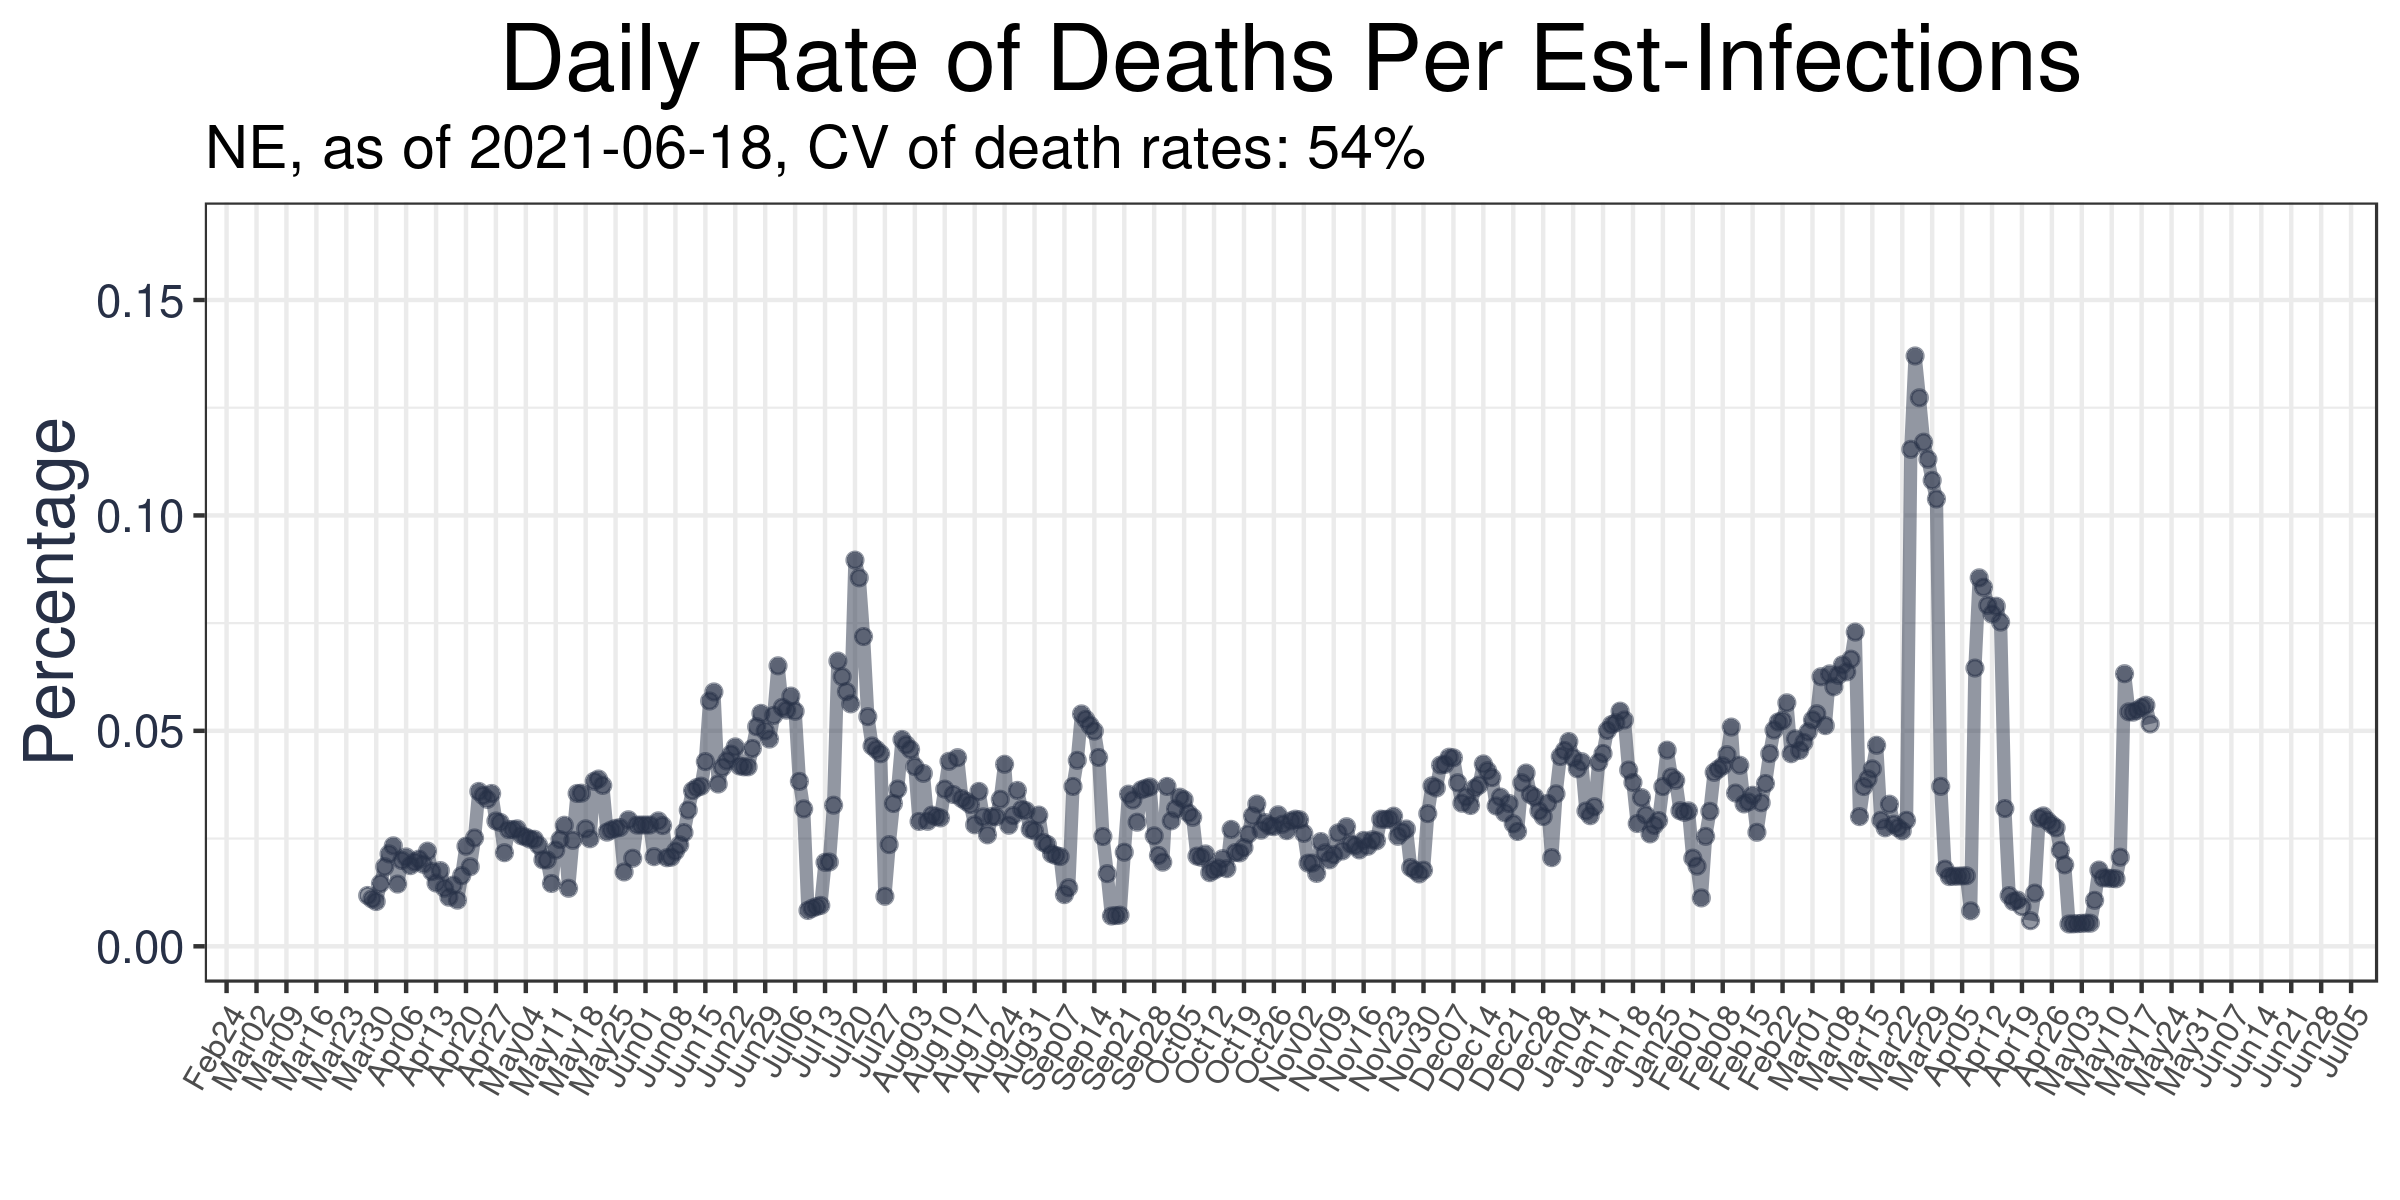 Daily Rate of Deaths Per Est-Infections
NE, as of 2021-06-18, CV of death rates: 54%
Percentage
0.15
0.10
0.05
0.00
Feb24
Mar02
Mar09
Mar16
Mar23
Mar30
Apr06
Apr13
Apr20
Apr27
May04
May11
May18
May25
Jun01
Jun08
Jun15
Jun22
Jun29
Jul06
Jul13
Jul20
Jul27
Aug03
Aug10
Aug17
Aug24
Aug31
Sep07
Sep14
Sep21
Sep28
Oct05
Oct12
Oct19
Oct26
Nov02
Nov09
Nov16
Nov23
Nov30
Dec07
Dec14
Dec21
Dec28
Jan04
Jan11
Jan18
Jan25
Feb01
Feb08
Feb15
Feb22
Mar01
Mar08
Mar15
Mar22
Mar29
Apr05
Apr12
Apr19
Apr26
May03
May10
May17
May24
May31
Jun07
Jun14
Jun21
Jun28
Jul05